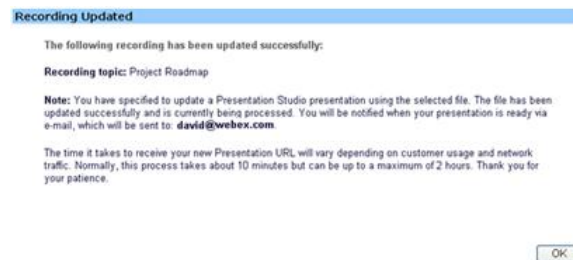 Recording Updated
The following recording has been updated successfully:
Recording topic: Project Roadmap
Note: You have specified to update a Presentation Studio presentation using the selected file. The file has been
updated successfully and is currently being processed. You will be notified when your presentation is ready via
e-mail, which will be sent to: david@webex.com.
The time it takes to receive your new Presentation URL will vary depending on customer usage and network
traffic. Normally, this process takes about 10 minutes but can be up to a maximum of 2 hours. Thank you for
your patience.
OK